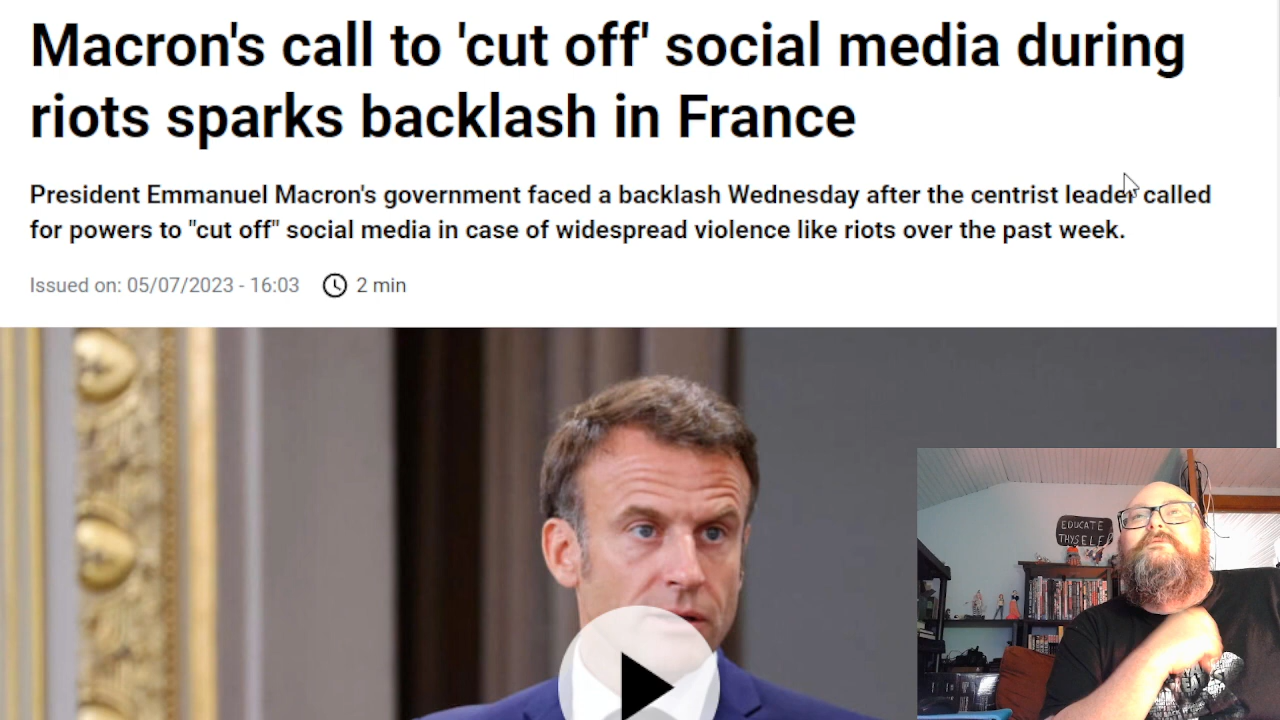 Macron's call to 'cut off' social media during
riots sparks backlash in France
President Emmanuel Macron's government faced a backlash Wednesday after the centrist leader called
for powers to "cut off" social media in case of widespread violence like riots over the past week.
Issued on: 05/07/2023 - 16:03 2 min
EDUCATE
THYSELF